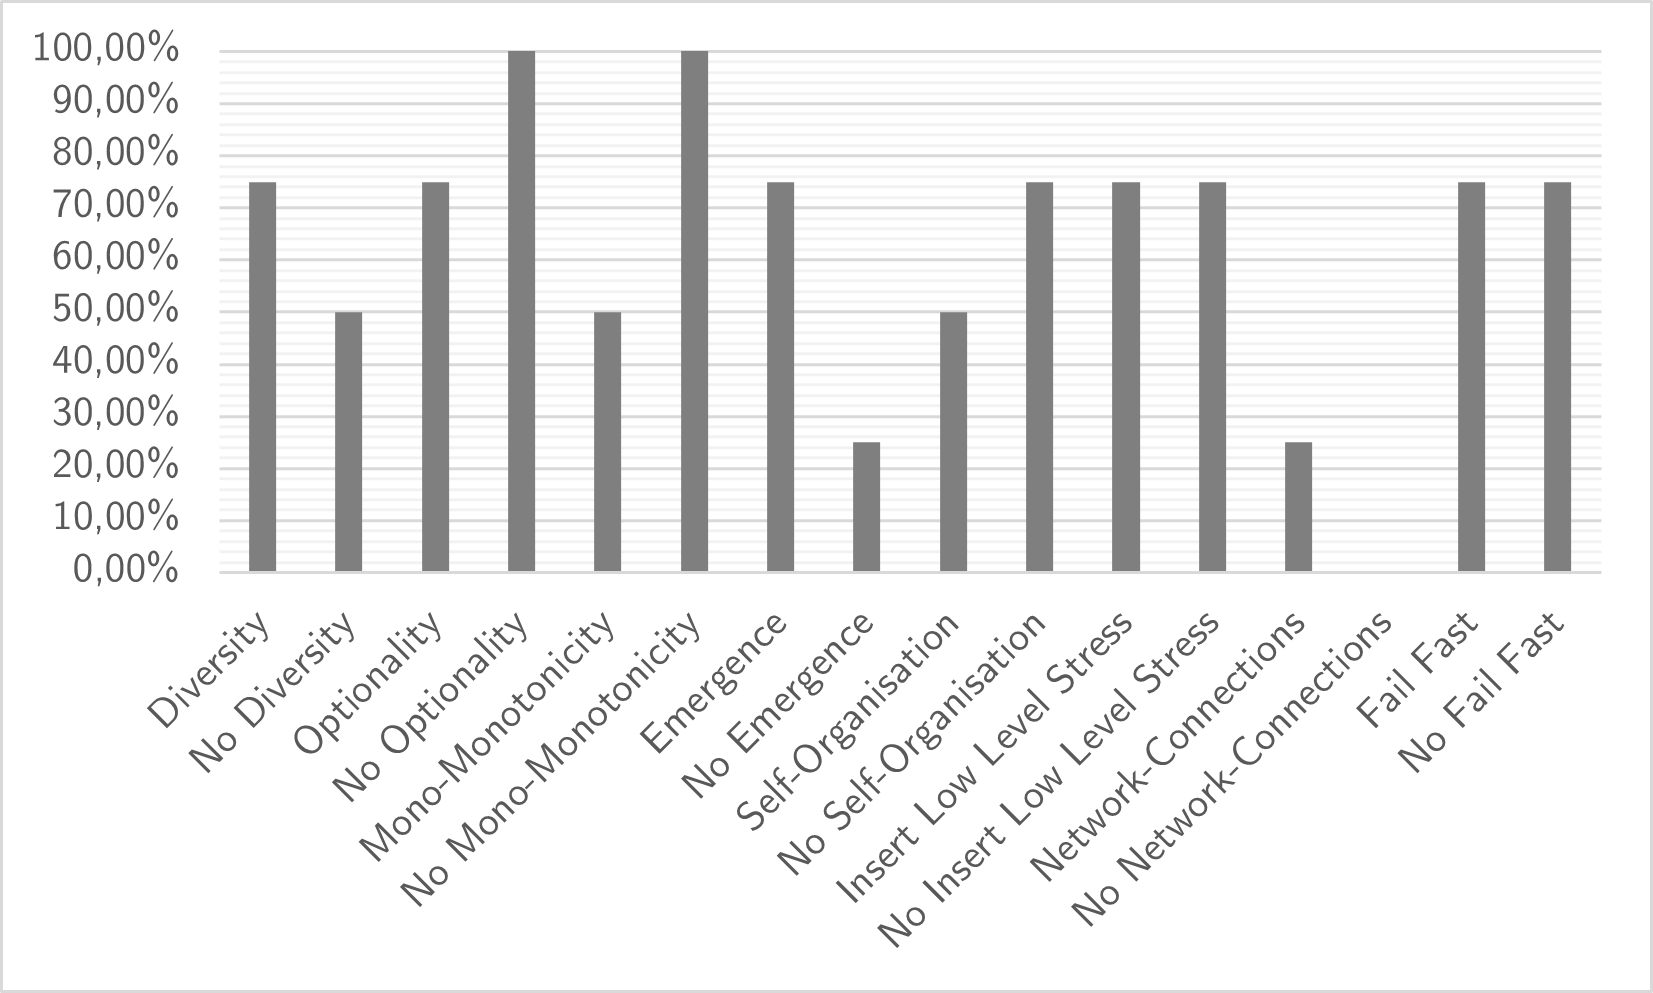 100,00%
90,00%
80,00%
70,00%
60,00%
50,00%
40,00%
30,00%
20,00%
10,00%
0,00%
Diversity
No Diversity
Optionality
No Optionality
Mono-Monotonicity
No Mono-Monotonicity
Emergence
No Emergence
Self-Organisation
No Self-Organisation
Insert Low Level Stress
No Insert Low Level Stress
Network-Connections
No Network-Connections
Fail Fast
No Fail Fast